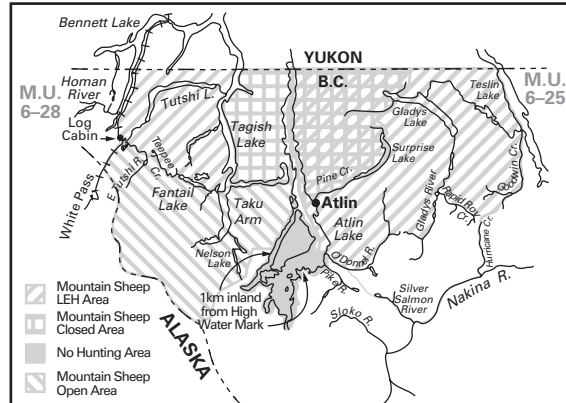 Bennett Lake
YUKON
B.C.
M.U.
6–28
Homan
River
Tutshi L.
Teslin
Lake
M.U.
6–25
Log
Cabin
Tagish
Lake
Gladys
Lake
Surprise
Lake
Teepee
Cr.
E. Tutshi R.
White Pass
Pine Cr.
Goodwin Cr.
Fantail
Lake
Taku
Arm
Atlin
Atlin
Lake
Gladys River
Rapid Roy
Cr.
Nelson
Lake
O'Donnel R.
Hurricane Cr.
Pike R.
Silver
Salmon
River
Nakina R.
Sloko R.
1km inland
from High
Water Mark
ALASKA
Mountain Sheep
LEH Area
Mountain Sheep
Closed Area
No Hunting Area
Mountain Sheep
Open Area